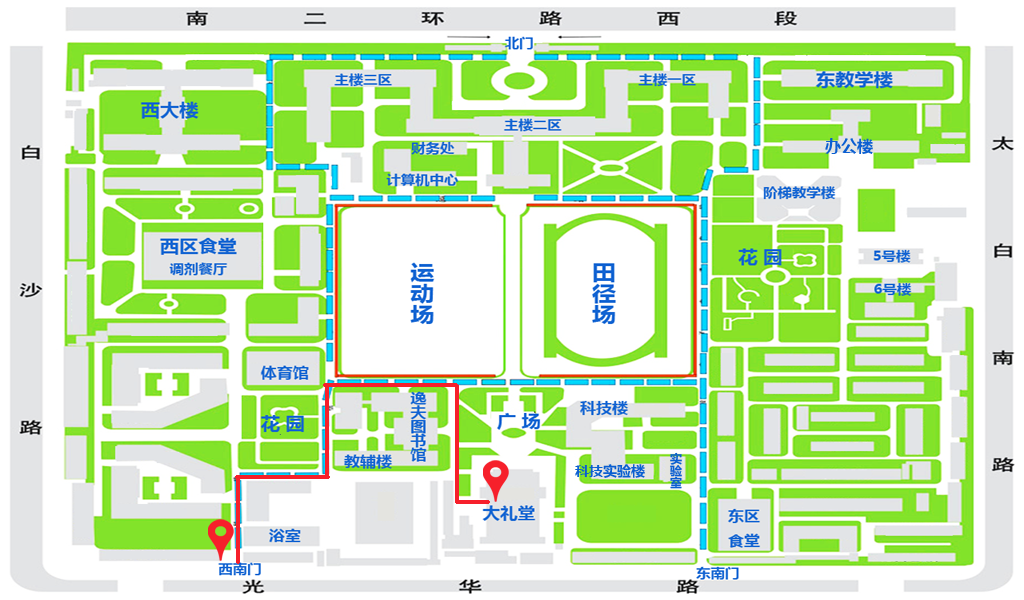 南二环路西段
北门
主楼三区
主楼一区
东教学楼
西大楼
主楼二区
办公楼
财务处
计算机中心
阶梯教学楼
白沙路
太白南路
西区食堂
调剂餐厅
运动场
田径场
花园
5号楼
6号楼
体育馆
花园
逸夫图书馆
广场
科技楼
教辅楼
科技实验楼
实验室
大礼堂
浴室
东区
食堂
西南门
东南门
光华路